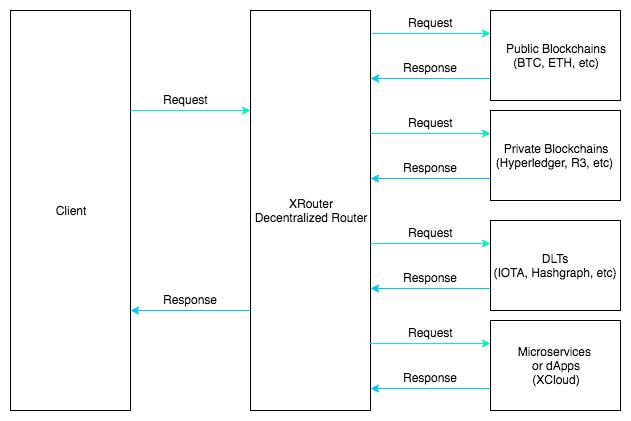 Client
Request
Response
XRouter
Decentralized Router
Request
Response
Public Blockchains
(BTC, ETH, etc)
Request
Response
Private Blockchains
(Hyperledger, R3, etc)
Request
Response
DLTs
(IOTA, Hashgraph, etc)
Request
Response
Microservices
or dApps
(XCloud)